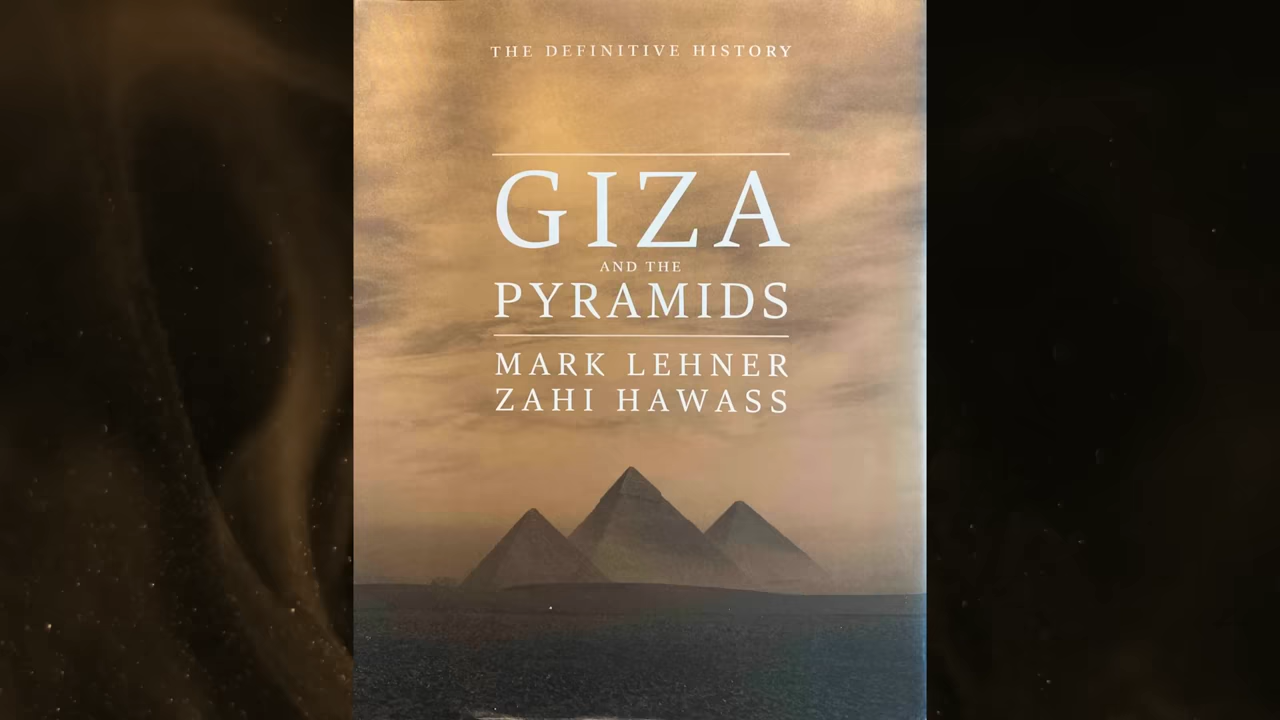 THE DEFINITIVE HISTORY
GIZA
AND THE
PYRAMIDS
MARK LEHNER
ZAHI HAWASS